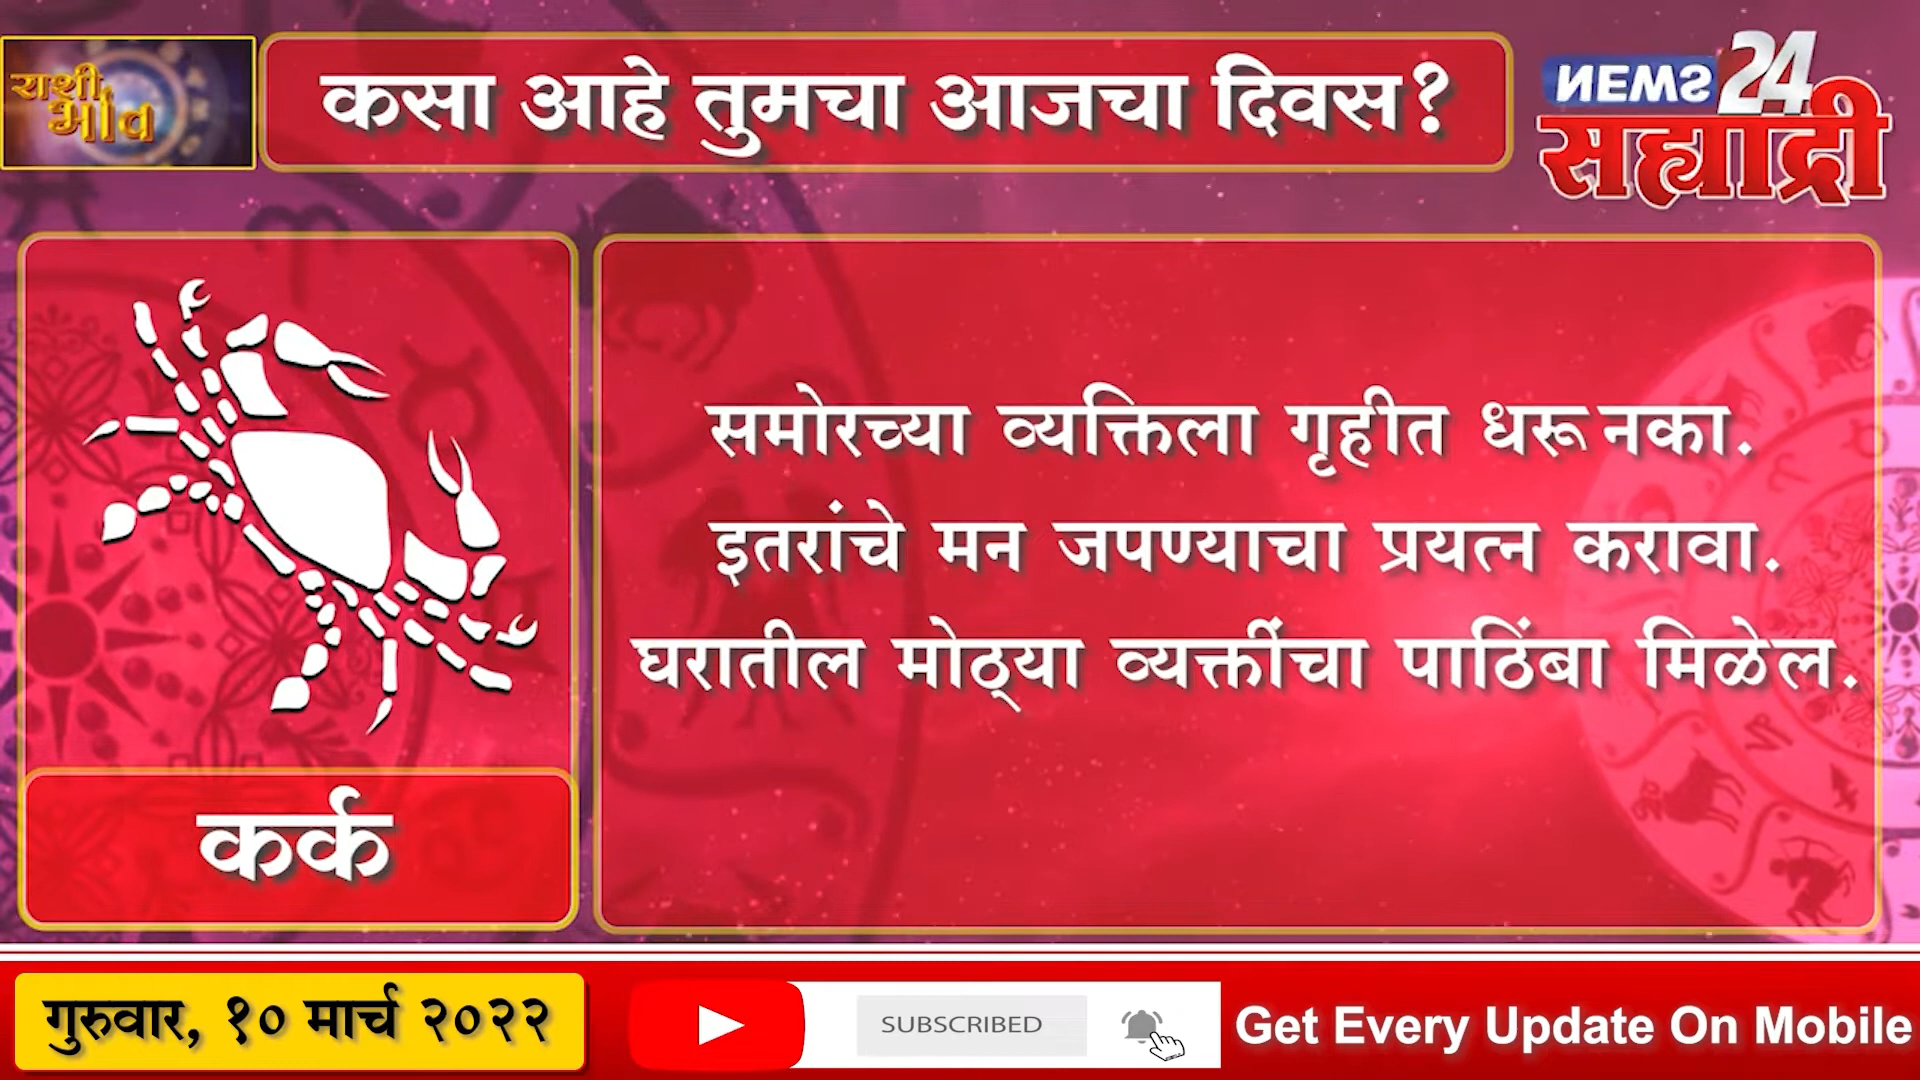 राशी भाव
कसा आहे तुमचा आजचा दिवस?
NEWS 24
सह्याद्री
समोरच्या व्यक्तिला गृहीत धरू नका.
इतरांचे मन जपण्याचा प्रयत्न करावा.
घरातील मोठ्या व्यक्तींचा पाठिंबा मिळेल.
कर्क
गुरुवार, १० मार्च २०२२
SUBSCRIBED
Get Every Update On Mobile